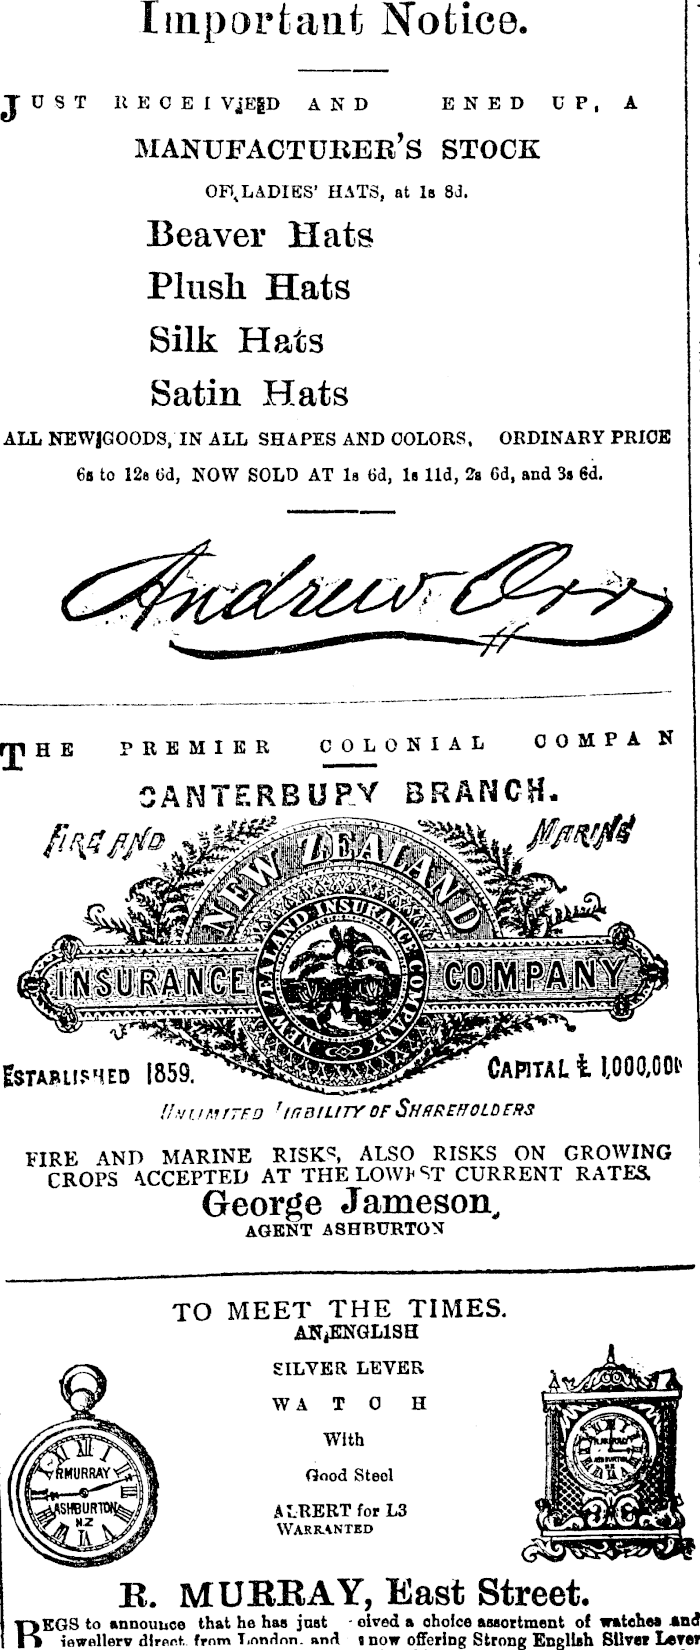 Important Notice.
JUST RECEIVED AND ENED UP, A
MANUFACTURER'S STOCK
OF LADIES' HATS, at 1s 8d.
Beaver Hats
Plush Hats
Silk Hats
Satin Hats
ALL NEW GOODS, IN ALL SHAPES AND COLORS, ORDINARY PRICE
6s to 12s 6d, NOW SOLD AT 1s 6d, 1s 11d, 2s 6d, and 3s 6d.
Andrew Orr
THE PREMIER COLONIAL COMPAN
CANTERBURY BRANCH.
FIRE AND MARINE
NEW ZEALAND
INSURANCE COMPANY
NEW ZEALAND INSURANCE COMPANY
ESTABLISHED 1859. CAPITAL £1,000,000
UNLIMITED LIABILITY OF SHAREHOLDERS
FIRE AND MARINE RISKS, ALSO RISKS ON GROWING
CROPS ACCEPTED AT THE LOWEST CURRENT RATES.
George Jameson,
AGENT ASHBURTON
TO MEET THE TIMES.
AN ENGLISH
SILVER LEVER
WATCH
With
Good Steel
ALBERT for L3
WARRANTED
R MURRAY
ASHBURTON
N.Z
R. MURRAY, East Street.
BEGS to announce that he has just eived a choice assortment of watches and
jewellery direct from London, and now offering Strong English Silver Leve